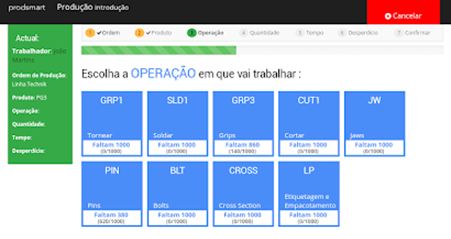 prodsmart
Produção introdução
Cancelar
Actual:
Trabalhador: João
Martins
Ordem de Produção:
Linha Technik
Produto: PG3
Operação:
Quantidade:
Tempo:
Desperdício:
1 Ordem
2 Produto
3 Operação
4 Quantidade
5 Tempo
6 Desperdício
7 Confirmar
Escolha a OPERAÇÃO em que vai trabalhar :
GRP1
Tornear
Faltam 1000
(0/1000)
SLD1
Soldar
Faltam 1000
(0/1000)
GRP3
Grips
Faltam 860
(140/1000)
CUT1
Cortar
Faltam 1000
(0/1000)
JW
Jaws
Faltam 1000
(0/1000)
PIN
Pins
Faltam 380
(620/1000)
BLT
Bolts
Faltam 1000
(0/1000)
CROSS
Cross Section
Faltam 1000
(0/1000)
LP
Etiquetagem e
Empacotamento
Faltam 1000
(0/1000)